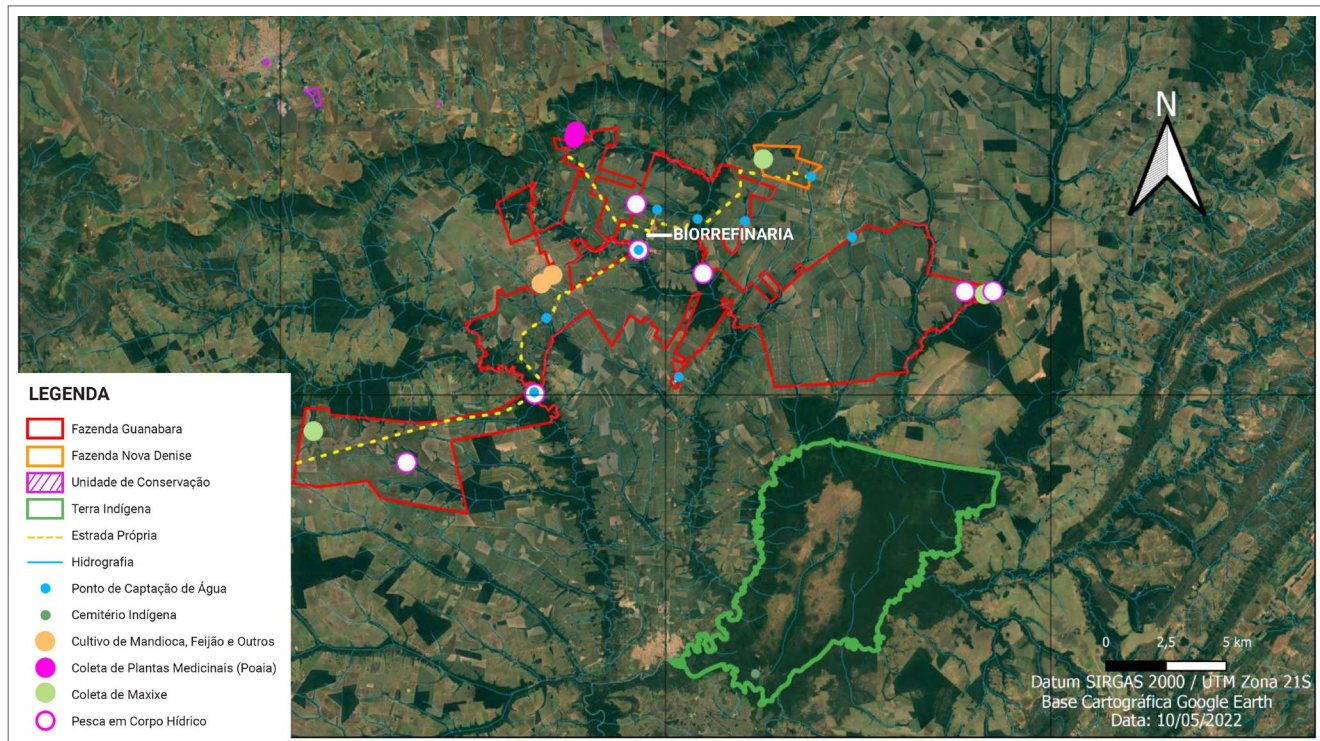 N
BIORREFINARIA
LEGENDA
Fazenda Guanabara
Fazenda Nova Denise
Unidade de Conservação
Terra Indígena
Estrada Própria
Hidrografia
Ponto de Captação de Água
Cemitério Indígena
Cultivo de Mandioca, Feijão e Outros
Coleta de Plantas Medicinais (Poaia)
Coleta de Maxixe
Pesca em Corpo Hídrico
0 2,5 5 km
Datum SIRGAS 2000 / UTM Zona 21S
Base Cartográfica Google Earth
Data: 10/05/2022